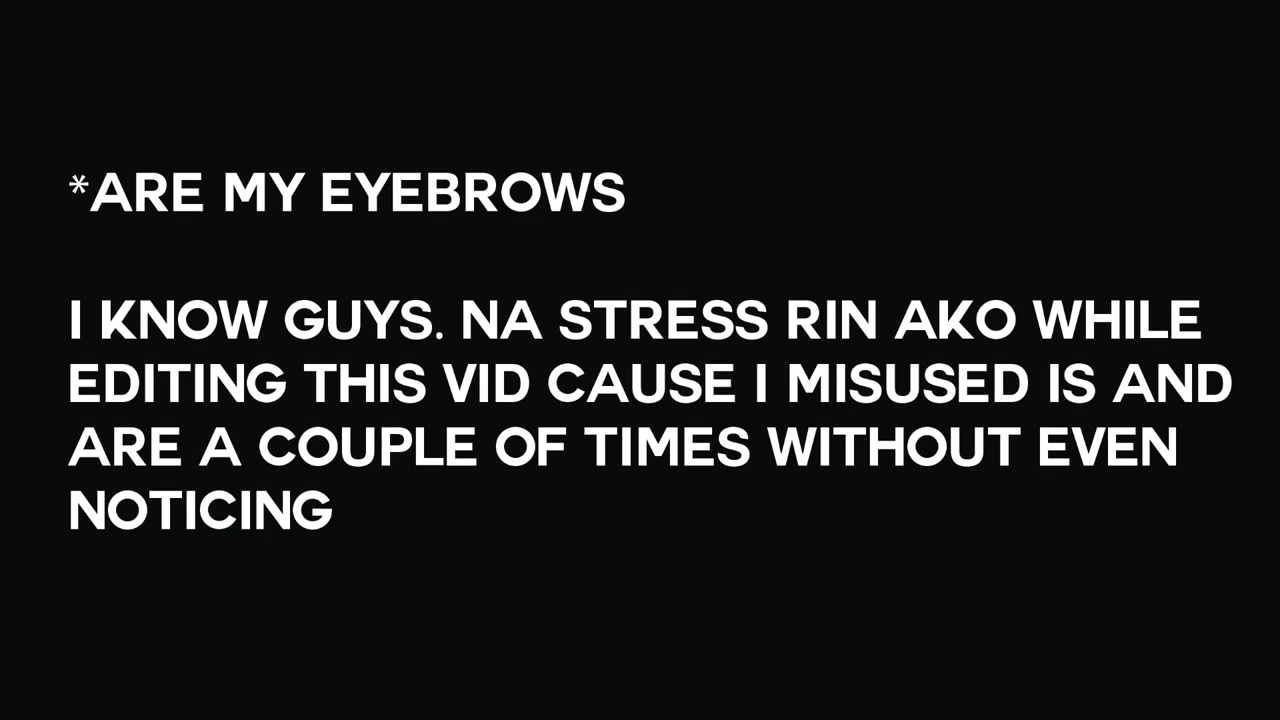 *ARE MY EYEBROWS
I KNOW GUYS. NA STRESS RIN AKO WHILE
EDITING THIS VID CAUSE I MISUSED IS AND
ARE A COUPLE OF TIMES WITHOUT EVEN
NOTICING